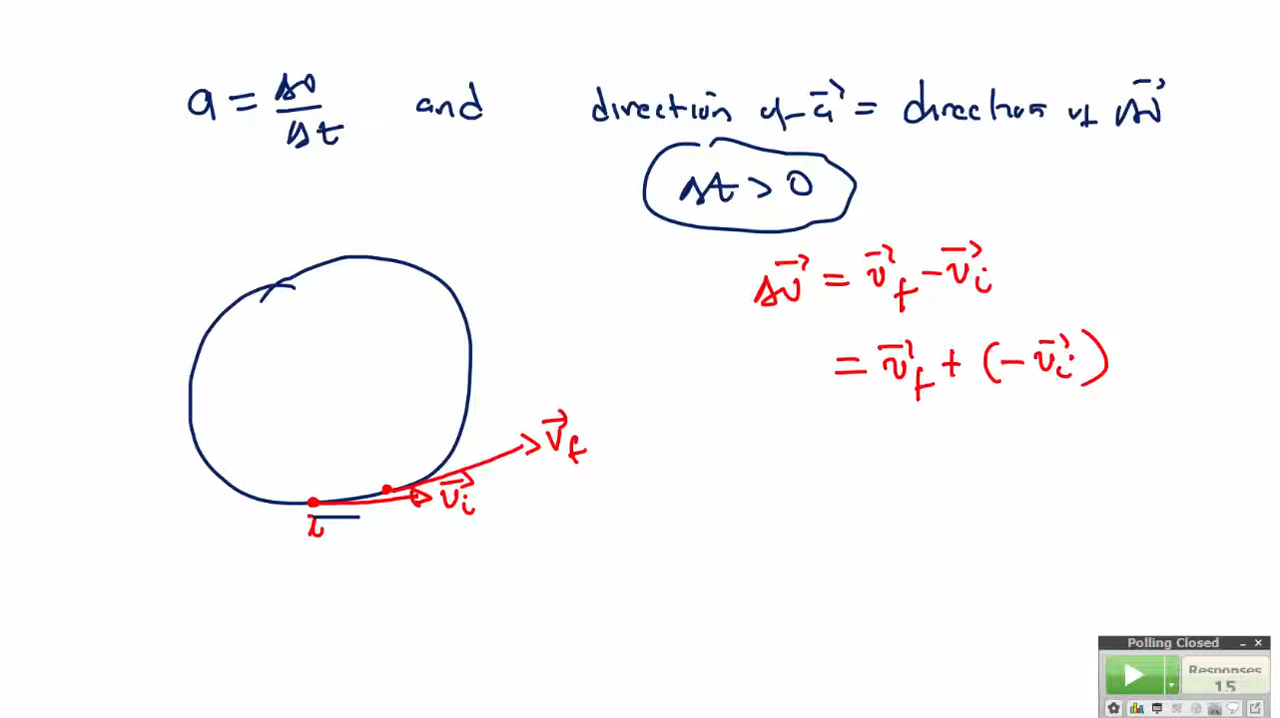 a = Δv/Δt and direction of a⃗ = direction of Δv⃗
Δt > 0
Δv⃗ = v⃗f − v⃗i
= v⃗f + (−v⃗i)
v⃗f
v⃗i
i
Polling Closed
Responses
15